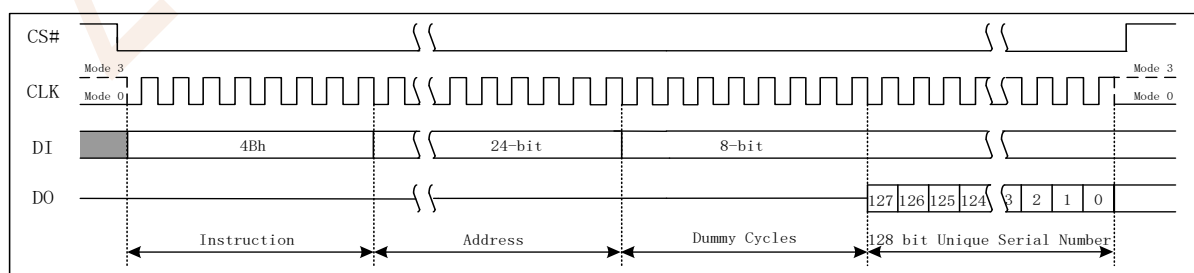 CS#
Mode 3
Mode 3
CLK
Mode 0
Mode 0
DI
4Bh
24-bit
8-bit
DO
127 126 125 124 3 2 1 0
Instruction
Address
Dummy Cycles
128 bit Unique Serial Number